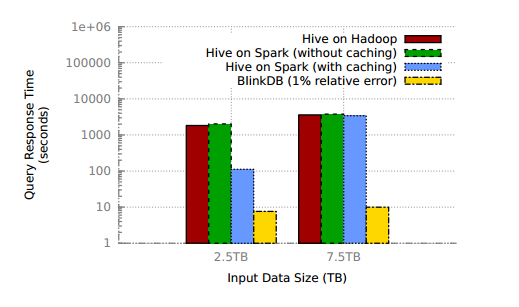 1e+06
100000
10000
1000
100
10
1
Query Response Time
(seconds)
Hive on Hadoop
Hive on Spark (without caching)
Hive on Spark (with caching)
BlinkDB (1% relative error)
2.5TB
7.5TB
Input Data Size (TB)